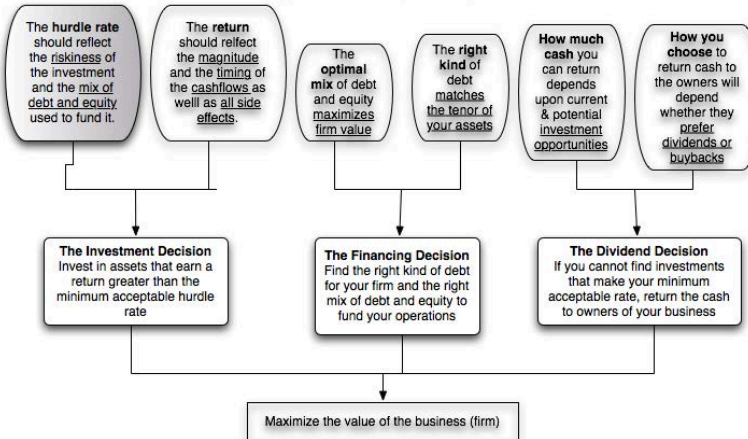 The hurdle rate
should reflect
the riskiness of
the investment
and the mix of
debt and equity
used to fund it.
The return
should relfect
the magnitude
and the timing of
the cashflows as
welll as all side
effects.
The
optimal
mix of debt
and equity
maximizes
firm value
The right
kind of
debt
matches
the tenor of
your assets
How much
cash you
can return
depends
upon current
& potential
investment
opportunities
How you
choose to
return cash to
the owners will
depend
whether they
prefer
dividends or
buybacks
The Investment Decision
Invest in assets that earn a
return greater than the
minimum acceptable hurdle
rate
The Financing Decision
Find the right kind of debt
for your firm and the right
mix of debt and equity to
fund your operations
The Dividend Decision
If you cannot find investments
that make your minimum
acceptable rate, return the cash
to owners of your business
Maximize the value of the business (firm)